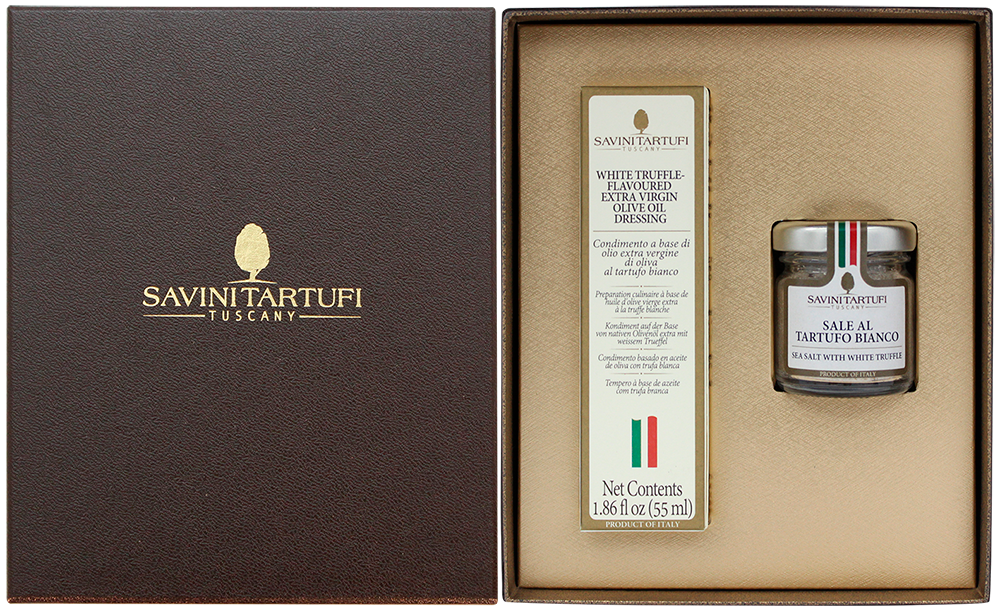 SAVINI TARTUFI
TUSCANY
SAVINI TARTUFI
TUSCANY
WHITE TRUFFLE-
FLAVOURED
EXTRA VIRGIN
OLIVE OIL
DRESSING
Condimento a base di
olio extra vergine
di oliva
al tartufo bianco
Preparation culinaire à base de
huile d'olive vierge extra
à la truffe blanche
Kondiment auf der Base
von nativen Olivenöl extra mit
weissem Trueffel
Condimento basado en aceite
de oliva con trufa blanca
Tempero à base de azeite
com trufa branca
Net Contents
1.86 fl oz (55 ml)
PRODUCT OF ITALY
SAVINI TARTUFI
TUSCANY
SALE AL
TARTUFO BIANCO
SEA SALT WITH WHITE TRUFFLE
PRODUCT OF ITALY